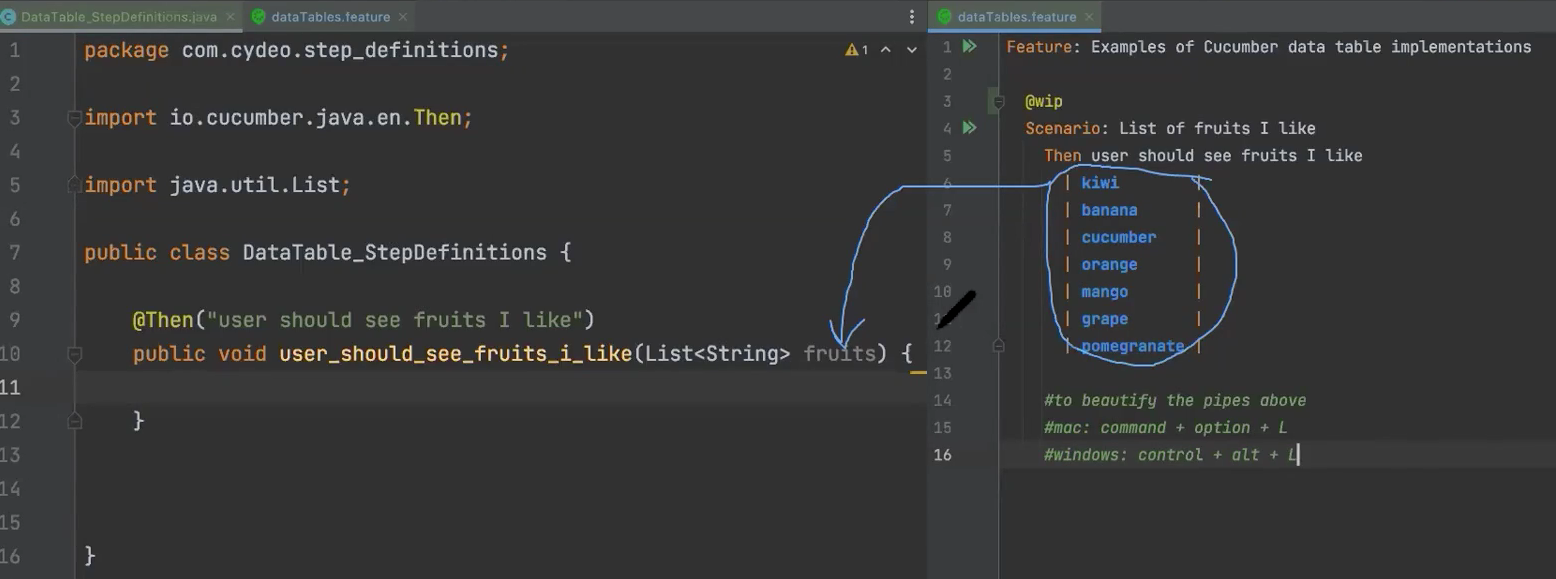 DataTable_StepDefinitions.java
dataTables.feature
1 package com.cydeo.step_definitions;
2
3 import io.cucumber.java.en.Then;
4
5 import java.util.List;
6
7 public class DataTable_StepDefinitions {
8
9 @Then("user should see fruits I like")
10 public void user_should_see_fruits_i_like(List<String> fruits) {
11
12 }
13
14
15
16 }
1
dataTables.feature
1 Feature: Examples of Cucumber data table implementations
2
3 @wip
4 Scenario: List of fruits I like
5 Then user should see fruits I like
6 | kiwi |
7 | banana |
8 | cucumber |
9 | orange |
10 | mango |
| grape |
12 | pomegranate |
13
14 #to beautify the pipes above
15 #mac: command + option + L
16 #windows: control + alt + L